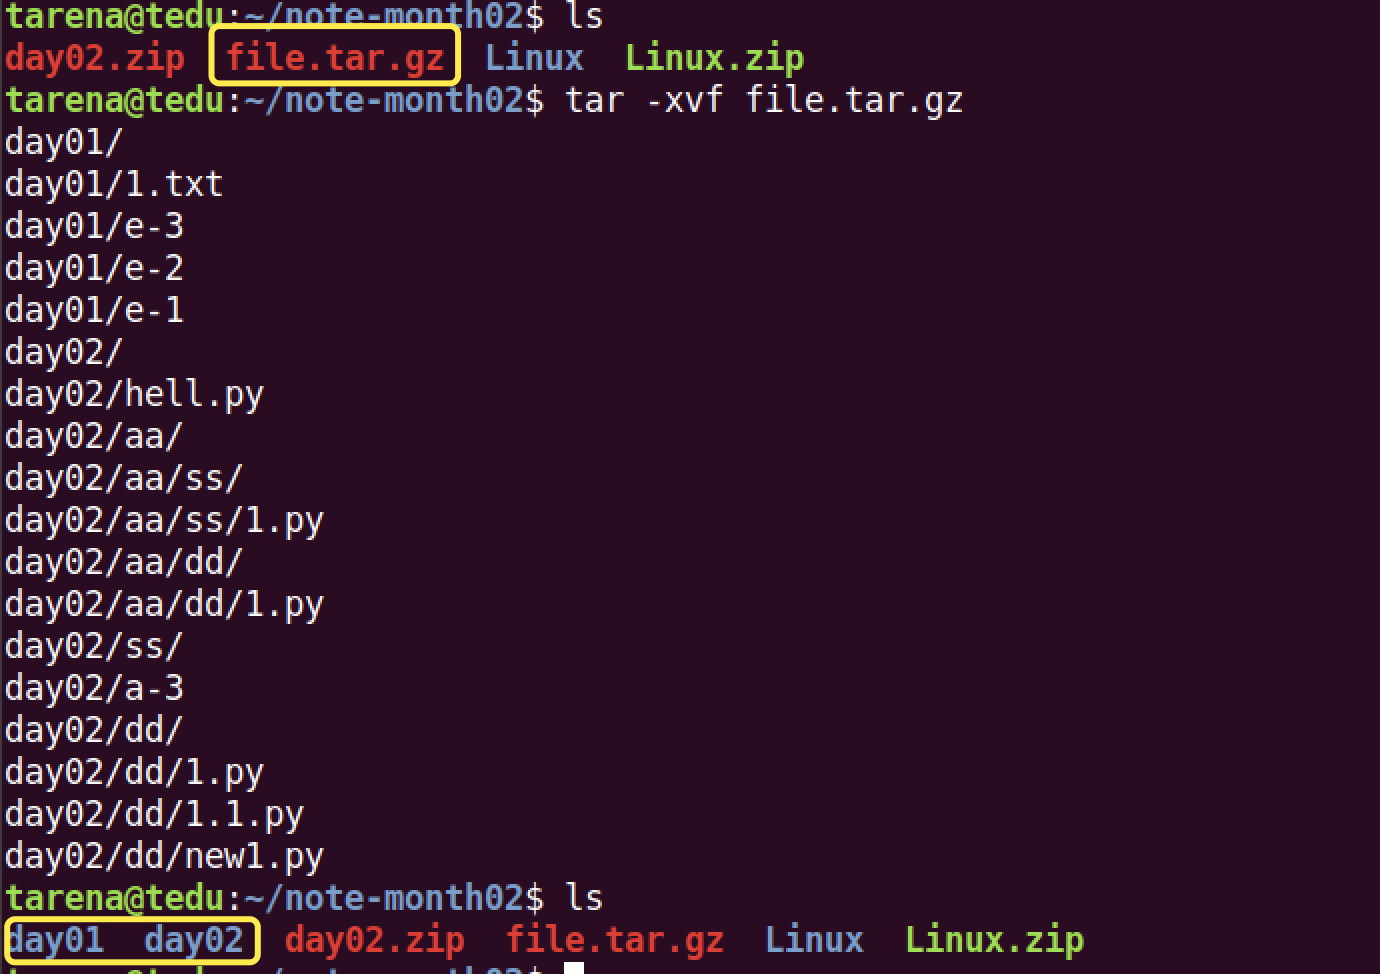 tarena@tedu:~/note-month02$ ls
day02.zip file.tar.gz Linux Linux.zip
tarena@tedu:~/note-month02$ tar -xvf file.tar.gz
day01/
day01/1.txt
day01/e-3
day01/e-2
day01/e-1
day02/
day02/hell.py
day02/aa/
day02/aa/ss/
day02/aa/ss/1.py
day02/aa/dd/
day02/aa/dd/1.py
day02/ss/
day02/a-3
day02/dd/
day02/dd/1.py
day02/dd/1.1.py
day02/dd/new1.py
tarena@tedu:~/note-month02$ ls
day01 day02 day02.zip file.tar.gz Linux Linux.zip